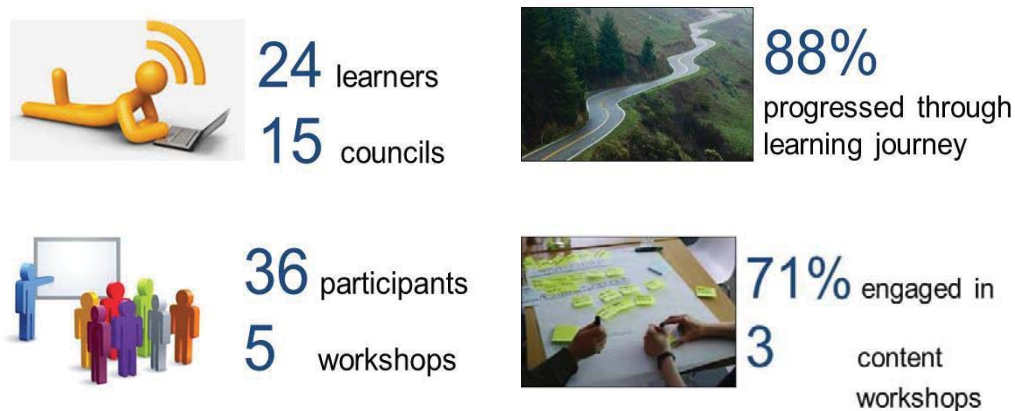 24 learners
15 councils
88%
progressed through
learning journey
36 participants
5 workshops
71% engaged in
3 content
workshops